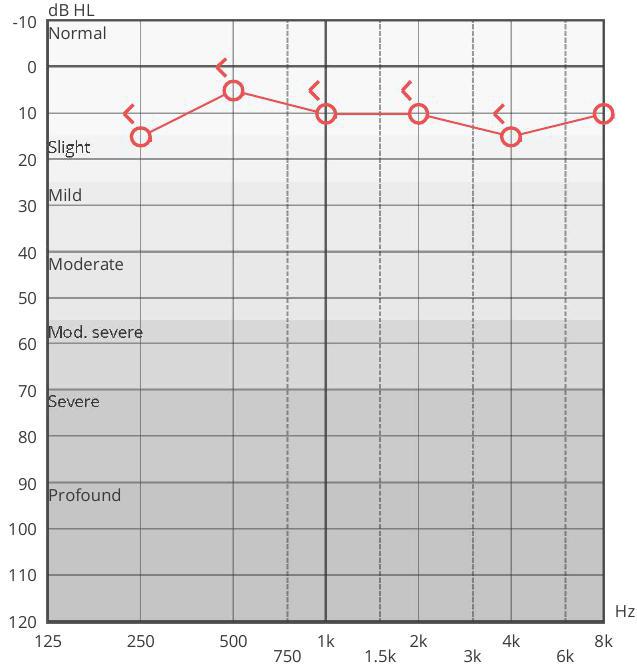 dB HL
-10
Normal
0
10
Slight
20
Mild
30
40
Moderate
50
Mod. severe
60
70
Severe
80
90
Profound
100
110
120
Hz
125 250 500 1k 2k 4k 8k
750 1.5k 3k 6k